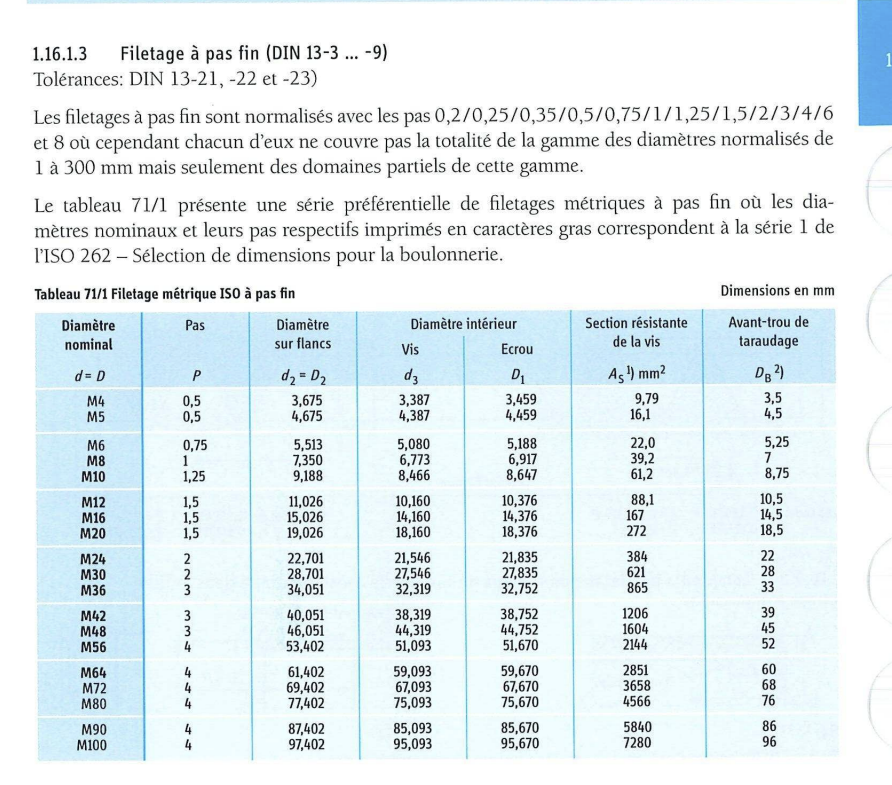 1.16.1.3 Filetage à pas fin (DIN 13-3 ... -9)
Tolérances: DIN 13-21, -22 et -23)
1
Les filetages à pas fin sont normalisés avec les pas 0,2/0,25/0,35/0,5/0,75/1/1,25/1,5/2/3/4/6
et 8 où cependant chacun d'eux ne couvre pas la totalité de la gamme des diamètres normalisés de
1 à 300 mm mais seulement des domaines partiels de cette gamme.
Le tableau 71/1 présente une série préférentielle de filetages métriques à pas fin où les dia-
mètres nominaux et leurs pas respectifs imprimés en caractères gras correspondent à la série 1 de
l'ISO 262 – Sélection de dimensions pour la boulonnerie.
Tableau 71/1 Filetage métrique ISO à pas fin Dimensions en mm
Diamètre Pas Diamètre Diamètre intérieur Section résistante Avant-trou de
nominal sur flancs Vis Ecrou de la vis taraudage
d = D P d2 = D2 d3 D1 AS 1) mm² DB 2)
M4 0,5 3,675 3,387 3,459 9,79 3,5
M5 0,5 4,675 4,387 4,459 16,1 4,5
M6 0,75 5,513 5,080 5,188 22,0 5,25
M8 1 7,350 6,773 6,917 39,2 7
M10 1,25 9,188 8,466 8,647 61,2 8,75
M12 1,5 11,026 10,160 10,376 88,1 10,5
M16 1,5 15,026 14,160 14,376 167 14,5
M20 1,5 19,026 18,160 18,376 272 18,5
M24 2 22,701 21,546 21,835 384 22
M30 2 28,701 27,546 27,835 621 28
M36 3 34,051 32,319 32,752 865 33
M42 3 40,051 38,319 38,752 1206 39
M48 3 46,051 44,319 44,752 1604 45
M56 4 53,402 51,093 51,670 2144 52
M64 4 61,402 59,093 59,670 2851 60
M72 4 69,402 67,093 67,670 3658 68
M80 4 77,402 75,093 75,670 4566 76
M90 4 87,402 85,093 85,670 5840 86
M100 4 97,402 95,093 95,670 7280 96